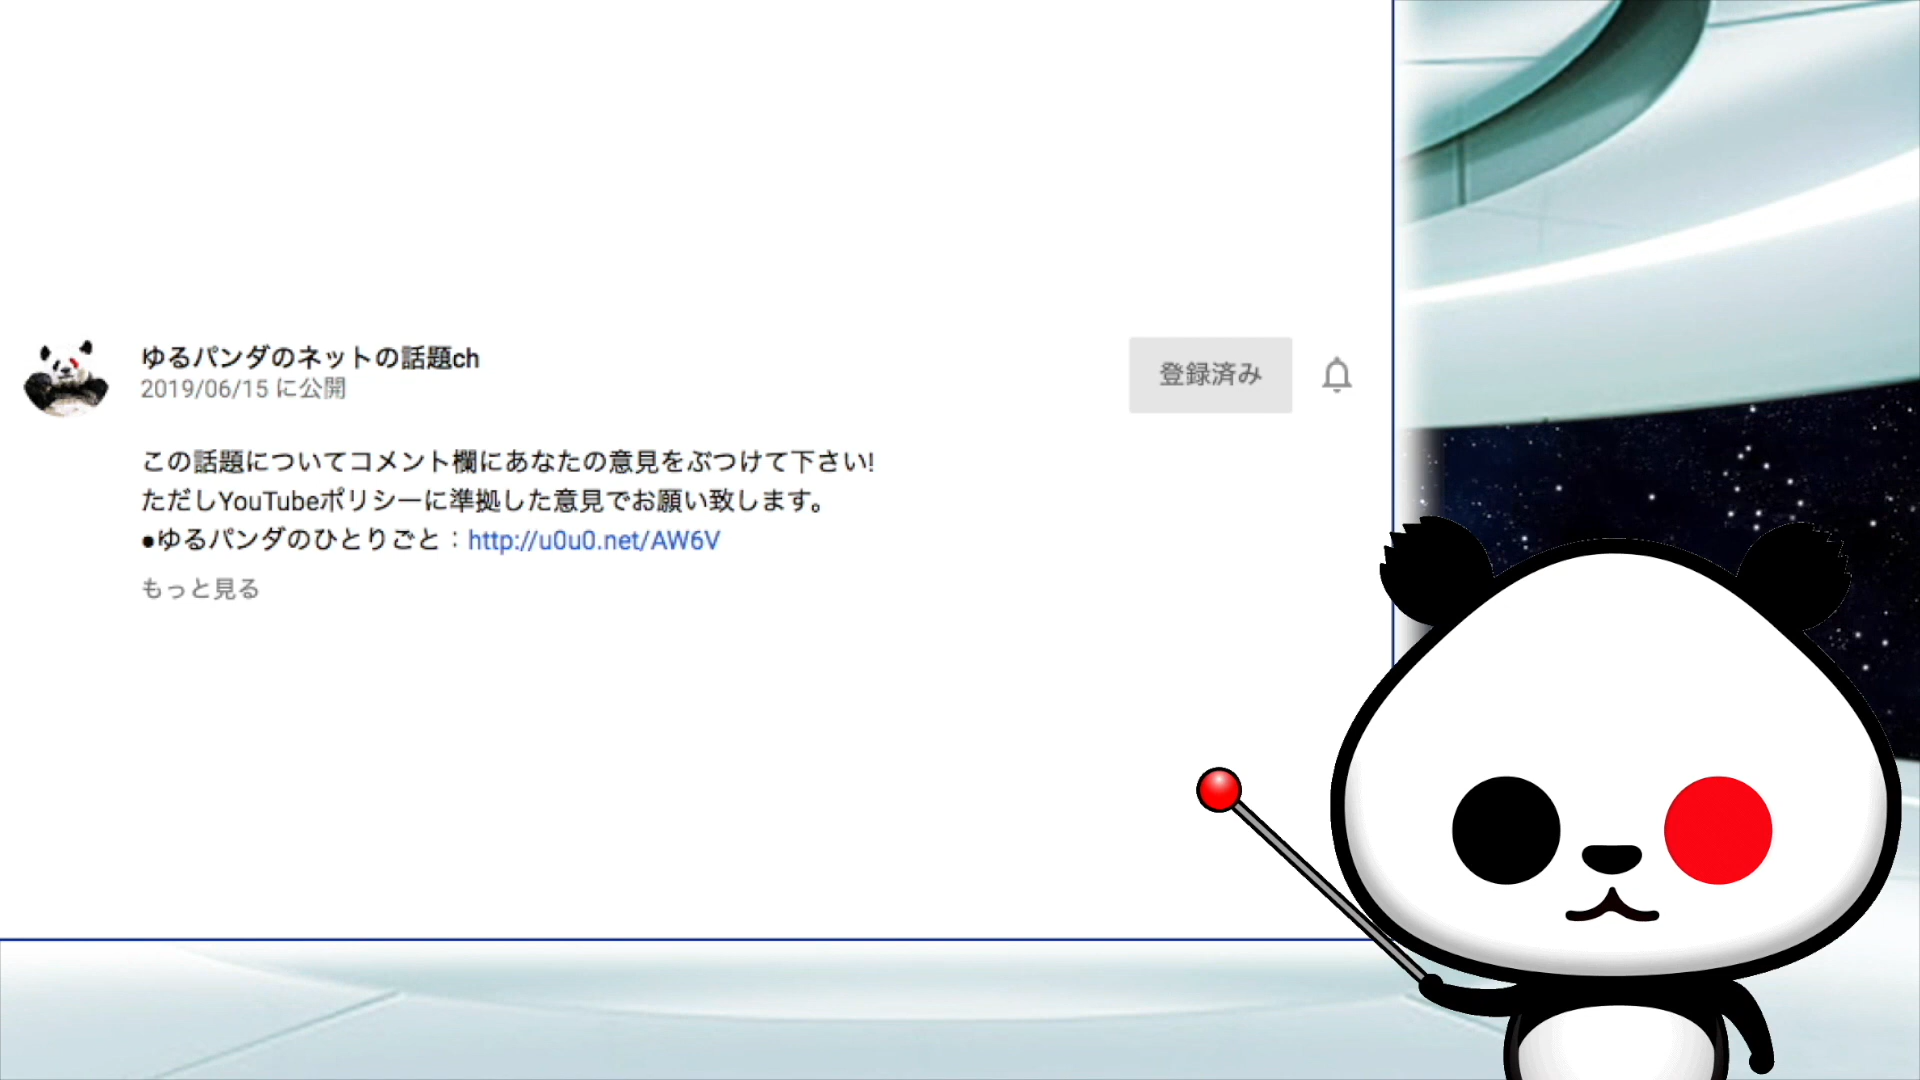 ゆるパンダのネットの話題ch
2019/06/15 に公開
登録済み
この話題についてコメント欄にあなたの意見をぶつけて下さい!
ただしYouTubeポリシーに準拠した意見でお願い致します。
●ゆるパンダのひとりごと：http://u0u0.net/AW6V
もっと見る